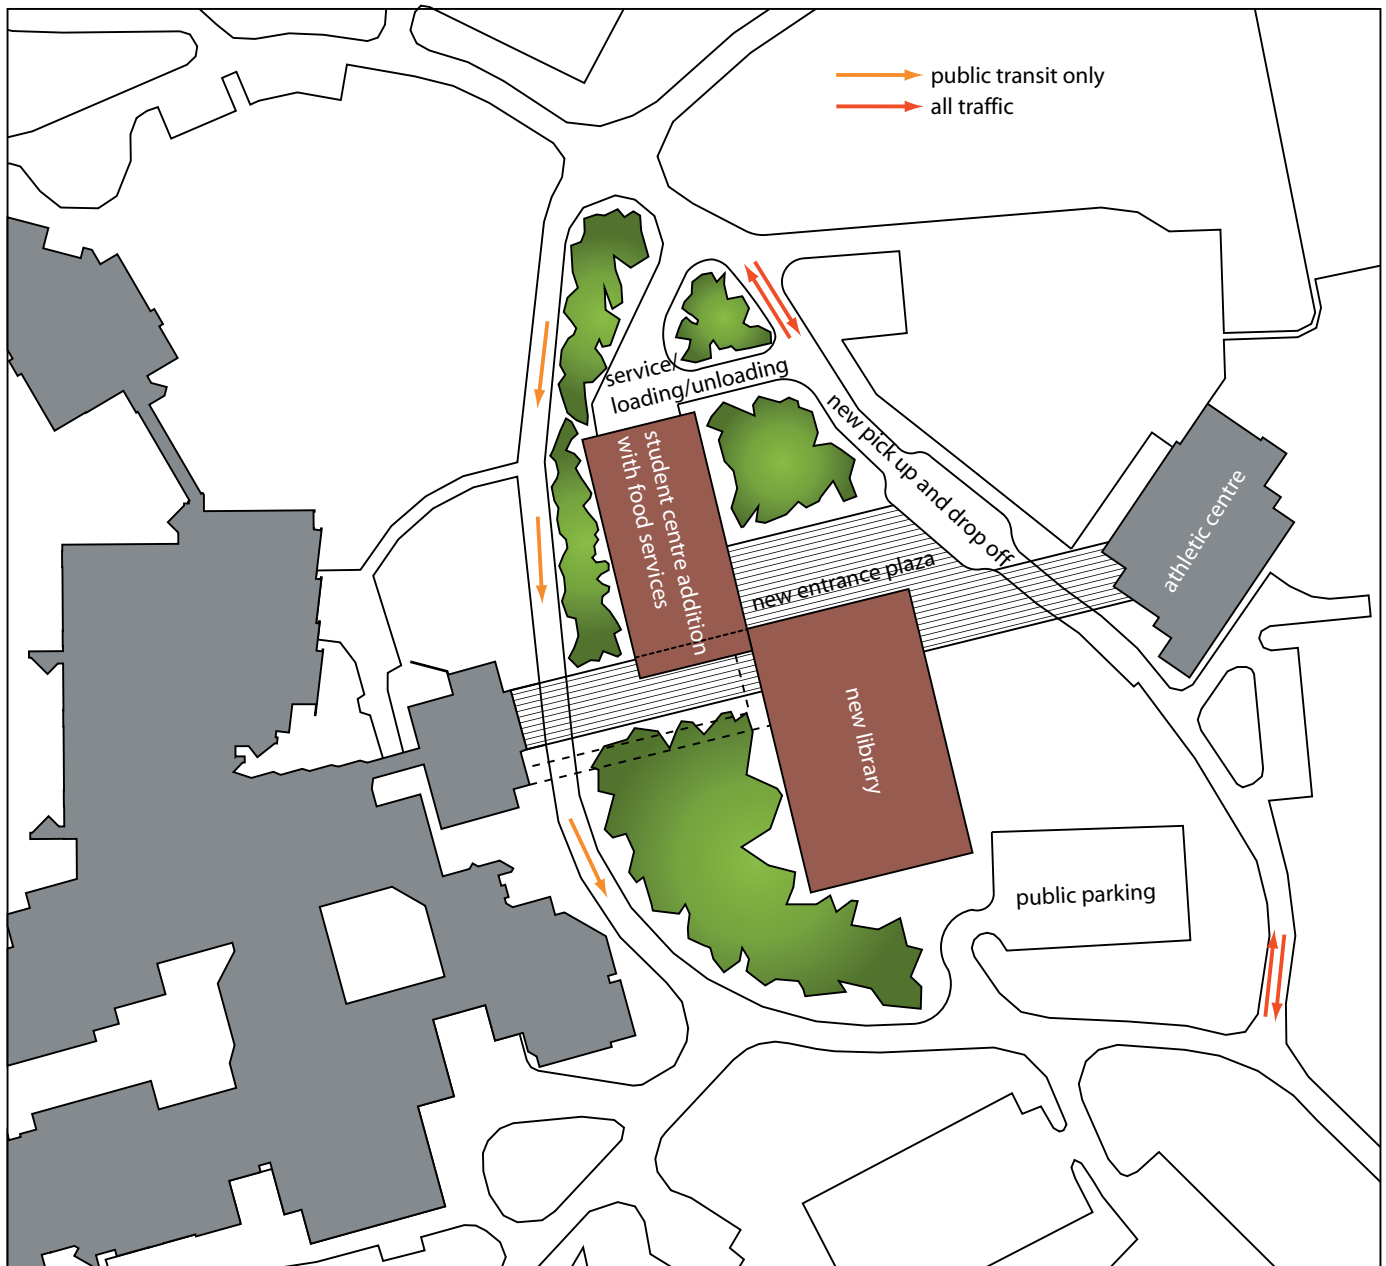 public transit only
all traffic
service/
loading/unloading
new pick up and drop off
student centre addition
with food services
athletic centre
new entrance plaza
new library
public parking